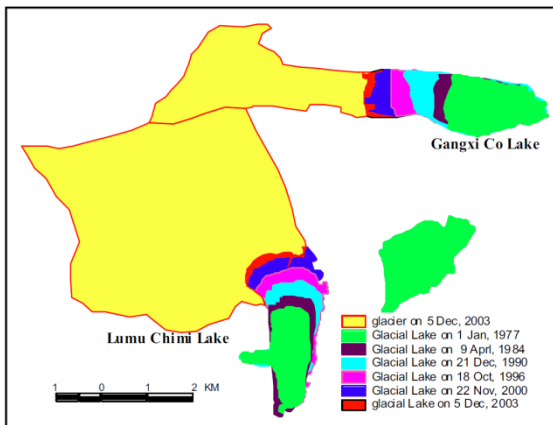 Gangxi Co Lake
Lumu Chimi Lake
glacier on 5 Dec, 2003
Glacial Lake on 1 Jan, 1977
Glacial Lake on 9 Aprl, 1984
Glacial Lake on 21 Dec, 1990
Glacial Lake on 18 Oct, 1996
Glacial Lake on 22 Nov, 2000
glacial Lake on 5 Dec, 2003
1 0 1 2 KM